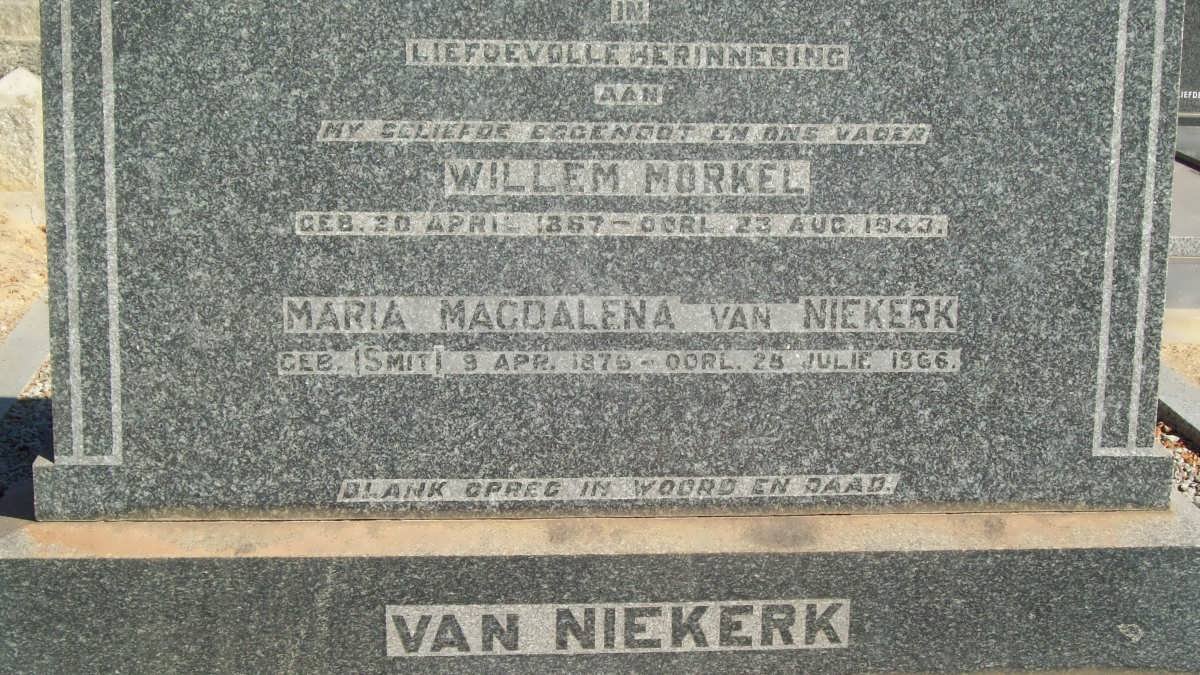 IN
LIEFDEVOLLE HERINNERING
AAN
MY GELIEFDE EGGENOOT EN ONS VADER
WILLEM MORKEL
GEB. 20 APRIL 1867 — OORL. 23 AUG. 1943.
MARIA MAGDALENA VAN NIEKERK
GEB. (SMIT) 9 APR. 1876 — OORL. 25 JULIE 1966.
BLANK OPREG IN WOORD EN DAAD.
VAN NIEKERK